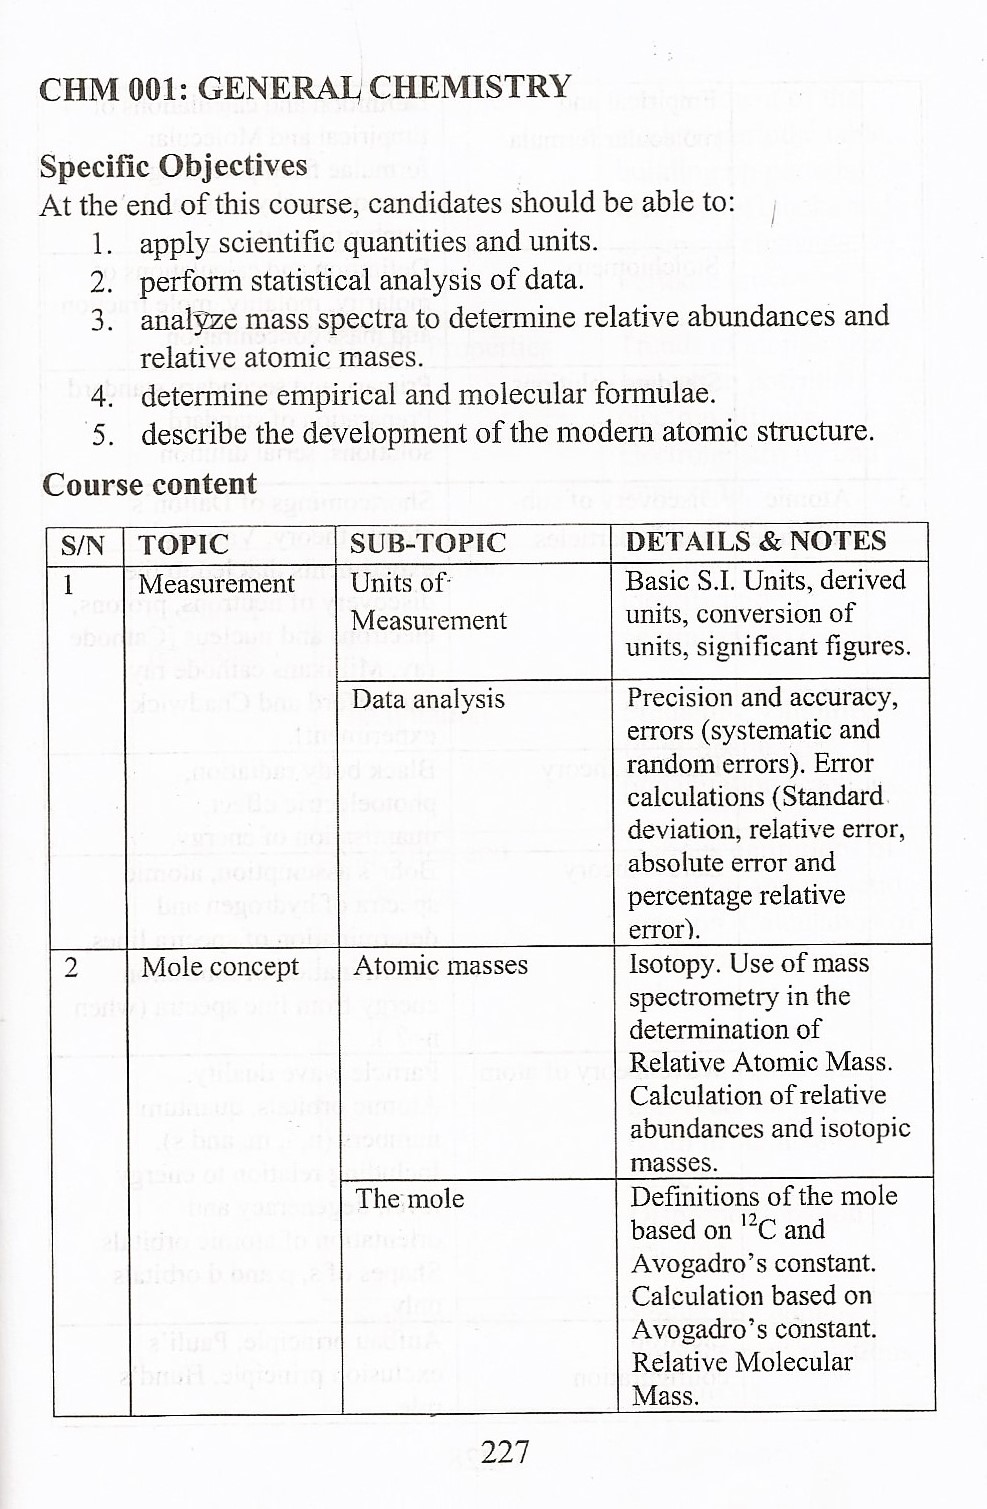 CHM 001: GENERAL CHEMISTRY
Specific Objectives
At the end of this course, candidates should be able to:
1. apply scientific quantities and units.
2. perform statistical analysis of data.
3. analyze mass spectra to determine relative abundances and
relative atomic mases.
4. determine empirical and molecular formulae.
5. describe the development of the modern atomic structure.
Course content
S/N TOPIC SUB-TOPIC DETAILS & NOTES
1 Measurement Units of Measurement
Basic S.I. Units, derived
units, conversion of
units, significant figures.
Data analysis
Precision and accuracy,
errors (systematic and
random errors). Error
calculations (Standard
deviation, relative error,
absolute error and
percentage relative
error).
2 Mole concept Atomic masses
Isotopy. Use of mass
spectrometry in the
determination of
Relative Atomic Mass.
Calculation of relative
abundances and isotopic
masses.
The mole
Definitions of the mole
based on ¹²C and
Avogadro's constant.
Calculation based on
Avogadro's constant.
Relative Molecular
Mass.
227